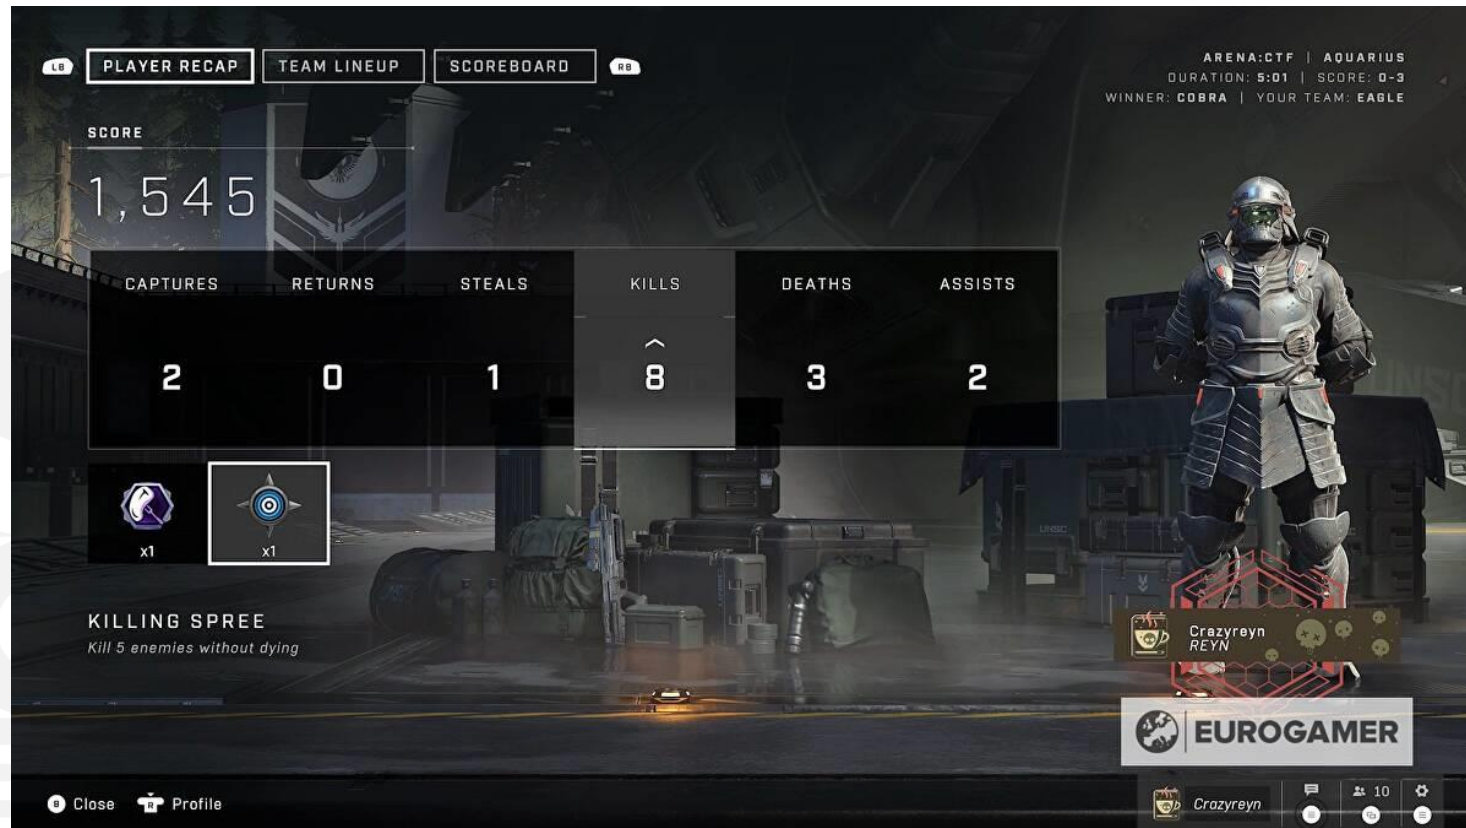 LB PLAYER RECAP TEAM LINEUP SCOREBOARD RB
ARENA:CTF | AQUARIUS
DURATION: 5:01 | SCORE: 0-3
WINNER: COBRA | YOUR TEAM: EAGLE
SCORE
1,545
CAPTURES RETURNS STEALS KILLS DEATHS ASSISTS
2 0 1 8 3 2
x1 x1
KILLING SPREE
Kill 5 enemies without dying
UNSC
UNSC
Crazyreyn
REYN
EUROGAMER
B Close R Profile
Crazyreyn 10